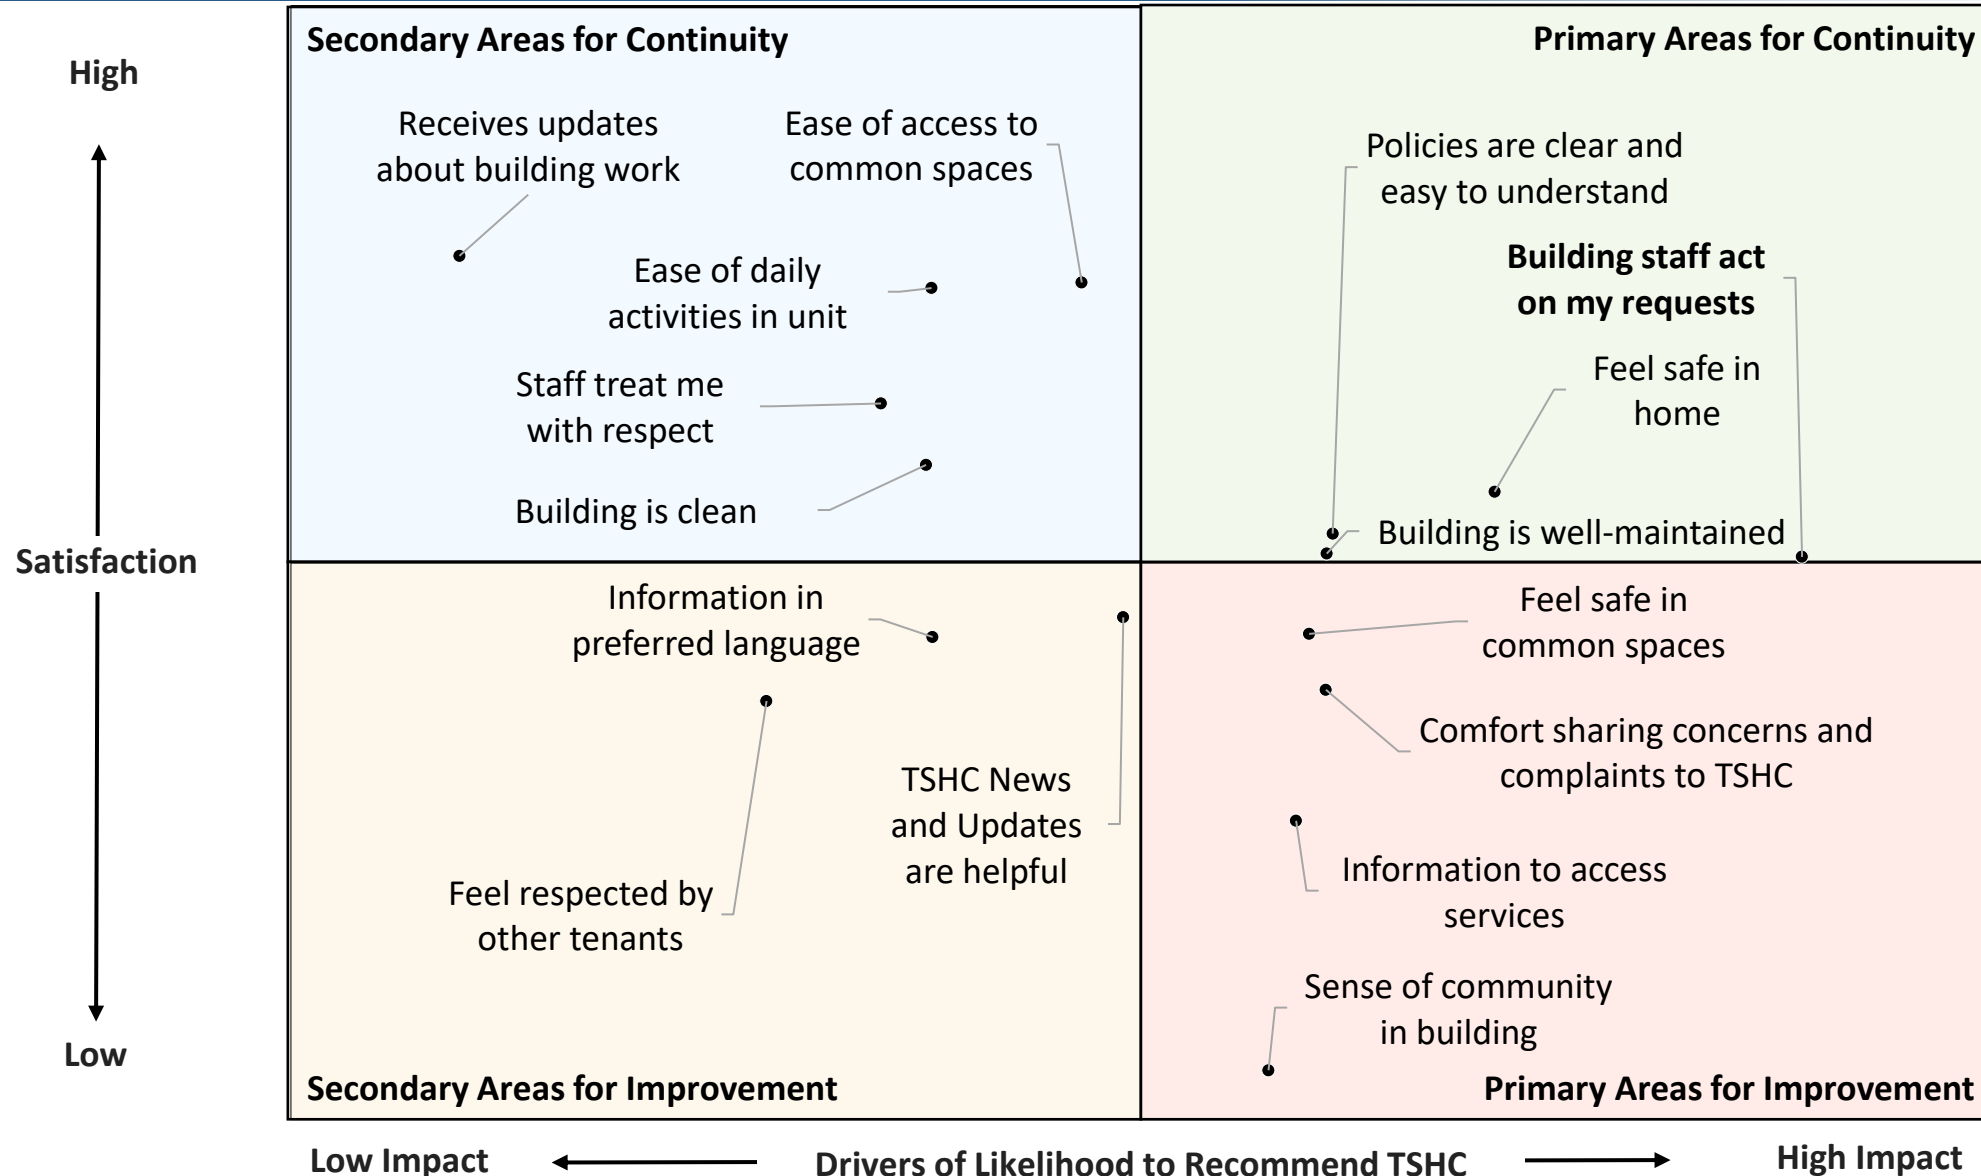 Secondary Areas for Continuity
Primary Areas for Continuity
High
Receives updates
about building work
Ease of access to
common spaces
Policies are clear and
easy to understand
Ease of daily
activities in unit
Building staff act
on my requests
Staff treat me
with respect
Feel safe in
home
Building is clean
Building is well-maintained
Satisfaction
Information in
preferred language
Feel safe in
common spaces
TSHC News
and Updates
are helpful
Comfort sharing concerns and
complaints to TSHC
Feel respected by
other tenants
Information to access
services
Sense of community
in building
Low
Secondary Areas for Improvement
Primary Areas for Improvement
Low Impact
Drivers of Likelihood to Recommend TSHC
High Impact